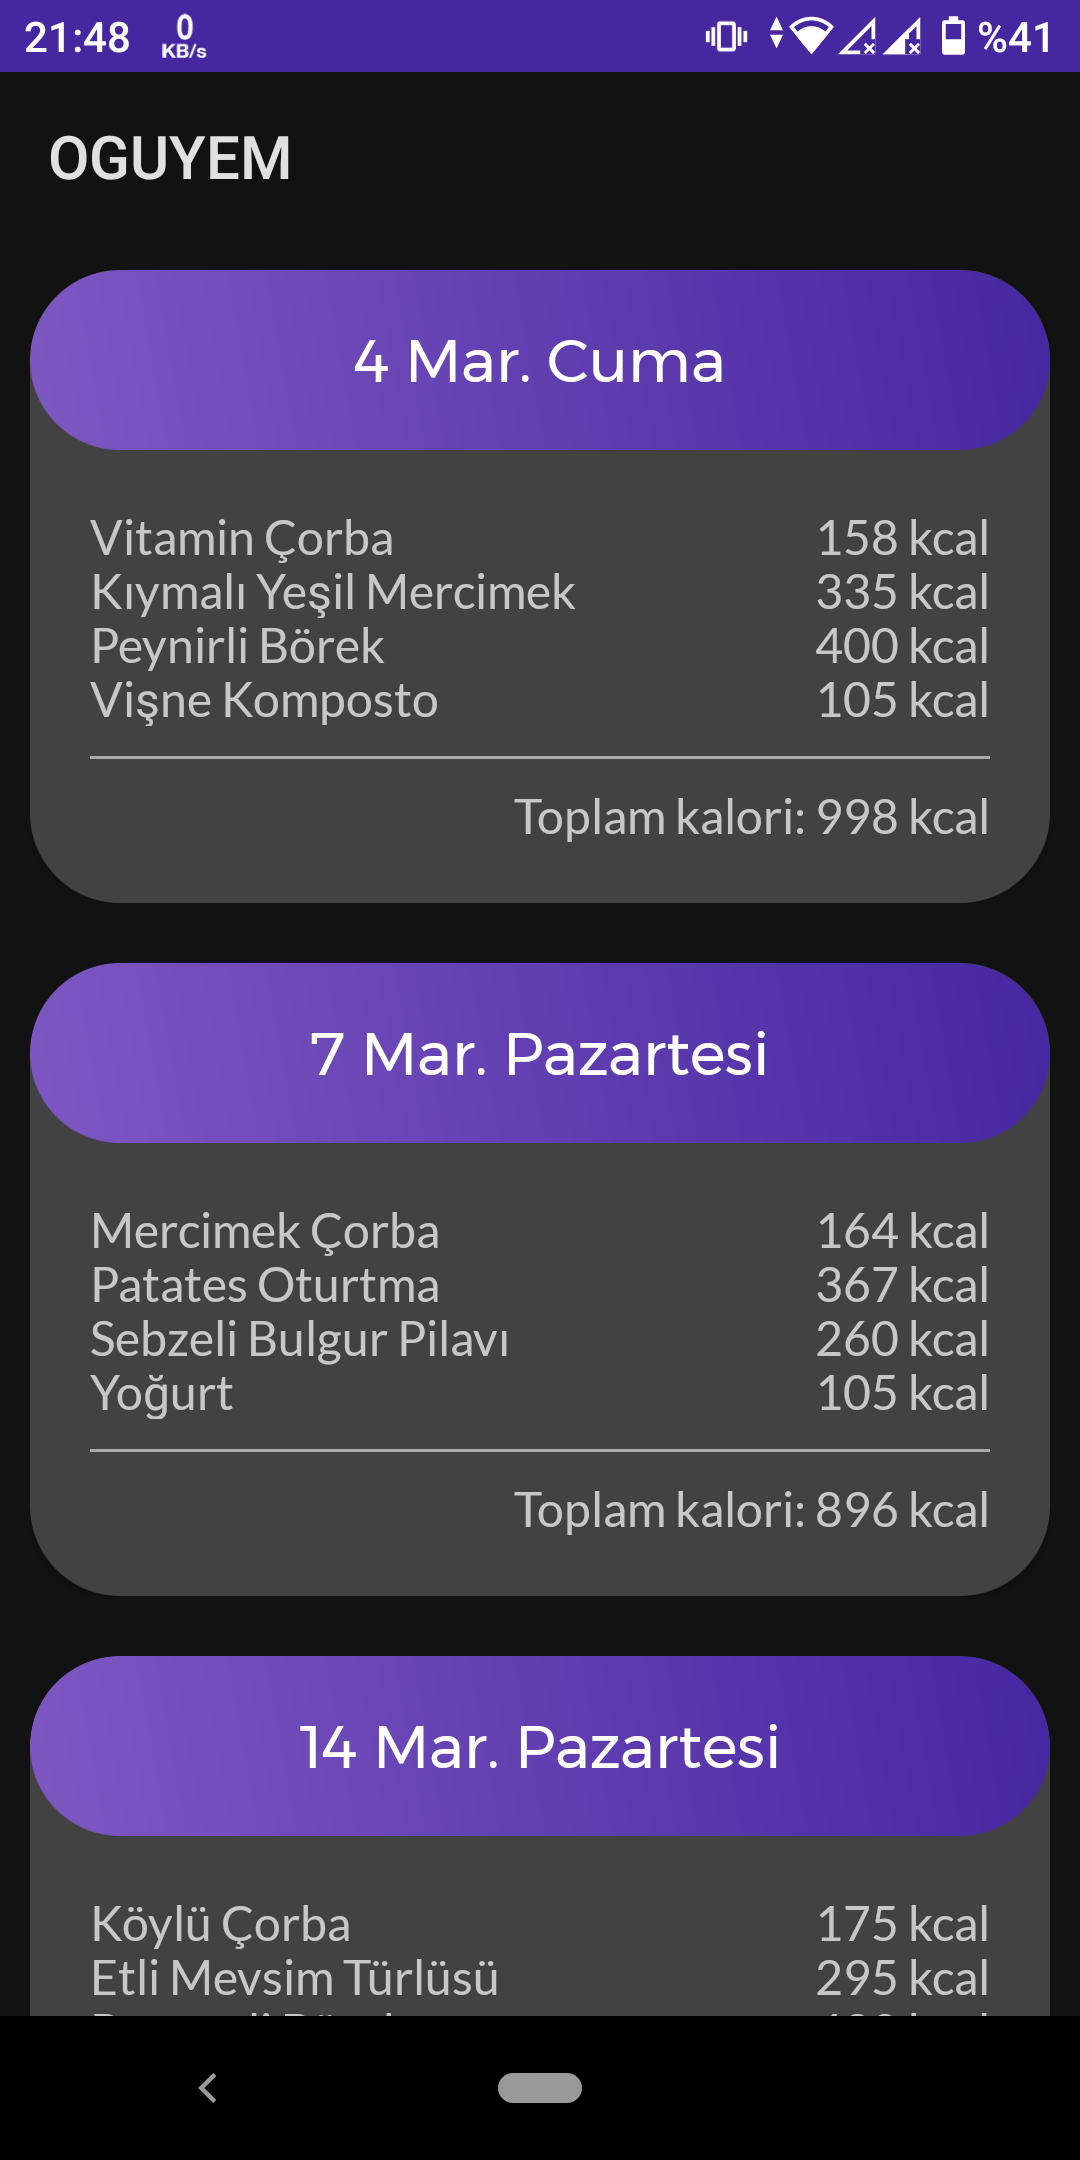 21:48 0 KB/s %41
OGUYEM
4 Mar. Cuma
Vitamin Çorba 158 kcal
Kıymalı Yeşil Mercimek 335 kcal
Peynirli Börek 400 kcal
Vişne Komposto 105 kcal
Toplam kalori: 998 kcal
7 Mar. Pazartesi
Mercimek Çorba 164 kcal
Patates Oturtma 367 kcal
Sebzeli Bulgur Pilavı 260 kcal
Yoğurt 105 kcal
Toplam kalori: 896 kcal
14 Mar. Pazartesi
Köylü Çorba 175 kcal
Etli Mevsim Türlüsü 295 kcal